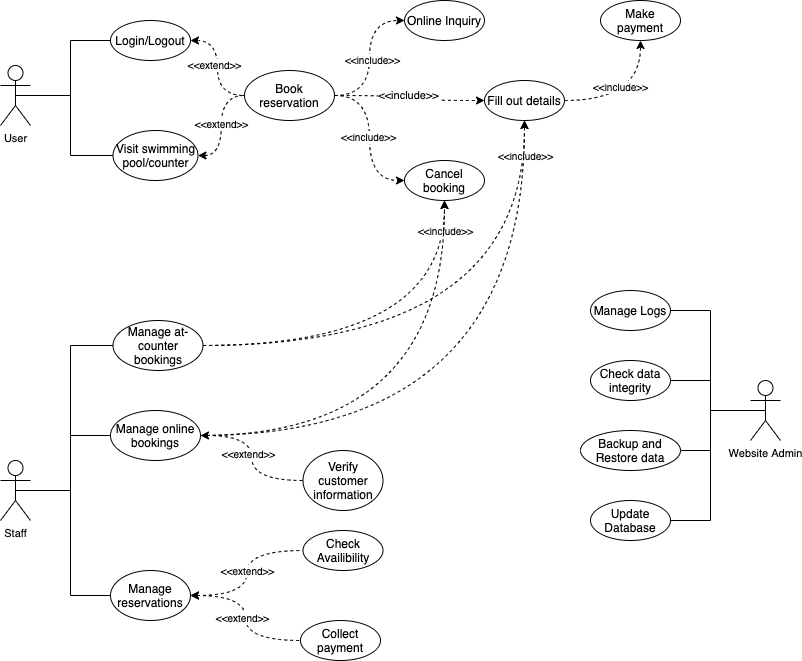 Online Inquiry
Make
payment
Login/Logout
<<extend>>
<<include>>
Book
reservation
<<include>>
Fill out details
<<include>>
User
<<extend>>
<<include>>
Visit swimming
pool/counter
<<include>>
Cancel
booking
<<include>>
Manage at-
counter
bookings
Manage Logs
Check data
integrity
Manage online
bookings
<<extend>>
Verify
customer
information
Backup and
Restore data
Website Admin
Update
Database
Staff
Check
Availibility
<<extend>>
Manage
reservations
<<extend>>
Collect
payment